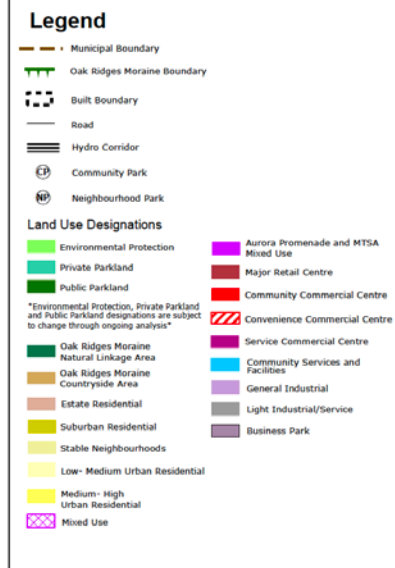 Legend
Municipal Boundary
Oak Ridges Moraine Boundary
Built Boundary
Road
Hydro Corridor
CP Community Park
NP Neighbourhood Park
Land Use Designations
Environmental Protection
Private Parkland
Public Parkland
*Environmental Protection, Private Parkland
and Public Parkland designations are subject
to change through ongoing analysis*
Oak Ridges Moraine
Natural Linkage Area
Oak Ridges Moraine
Countryside Area
Estate Residential
Suburban Residential
Stable Neighbourhoods
Low- Medium Urban Residential
Medium- High
Urban Residential
Mixed Use
Aurora Promenade and MTSA
Mixed Use
Major Retail Centre
Community Commercial Centre
Convenience Commercial Centre
Service Commercial Centre
Community Services and
Facilities
General Industrial
Light Industrial/Service
Business Park